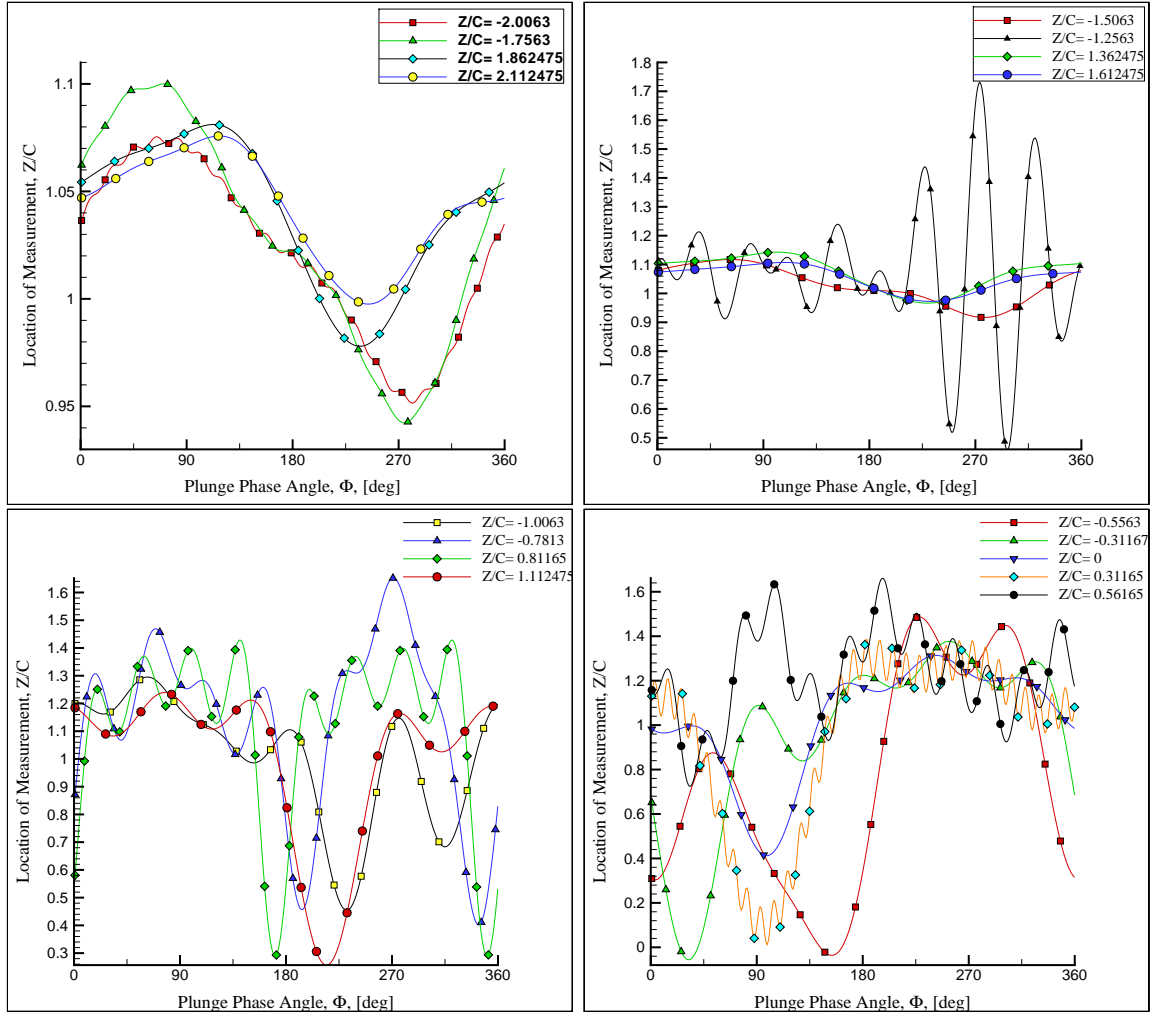 Z/C= -2.0063
Z/C= -1.7563
Z/C= 1.862475
Z/C= 2.112475
1.1
1.05
1
0.95
Location of Measurement, Z/C
0 90 180 270 360
Plunge Phase Angle, Φ, [deg]
Z/C= -1.5063
Z/C= -1.2563
Z/C= 1.362475
Z/C= 1.612475
1.8
1.7
1.6
1.5
1.4
1.3
1.2
1.1
1
0.9
0.8
0.7
0.6
0.5
Location of Measurement, Z/C
0 90 180 270 360
Plunge Phase Angle, Φ, [deg]
Z/C= -1.0063
Z/C= -0.7813
Z/C= 0.81165
Z/C= 1.112475
1.6
1.5
1.4
1.3
1.2
1.1
1
0.9
0.8
0.7
0.6
0.5
0.4
0.3
Location of Measurement, Z/C
0 90 180 270 360
Plunge Phase Angle, Φ, [deg]
Z/C= -0.5563
Z/C= -0.31167
Z/C= 0
Z/C= 0.31165
Z/C= 0.56165
1.6
1.4
1.2
1
0.8
0.6
0.4
0.2
0
Location of Measurement, Z/C
0 90 180 270 360
Plunge Phase Angle, Φ, [deg]